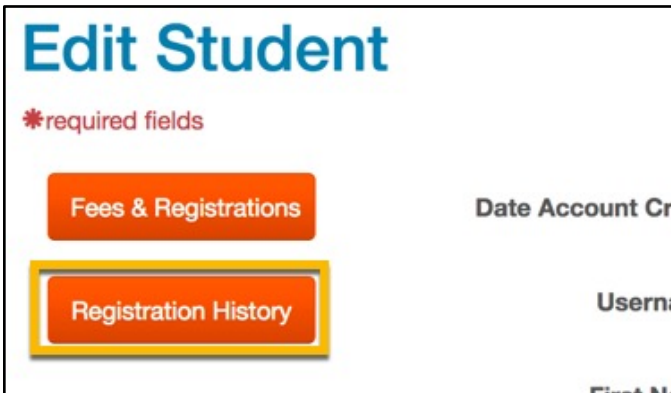 Edit Student
*required fields
Fees & Registrations
Date Account Cr
Registration History
Userna